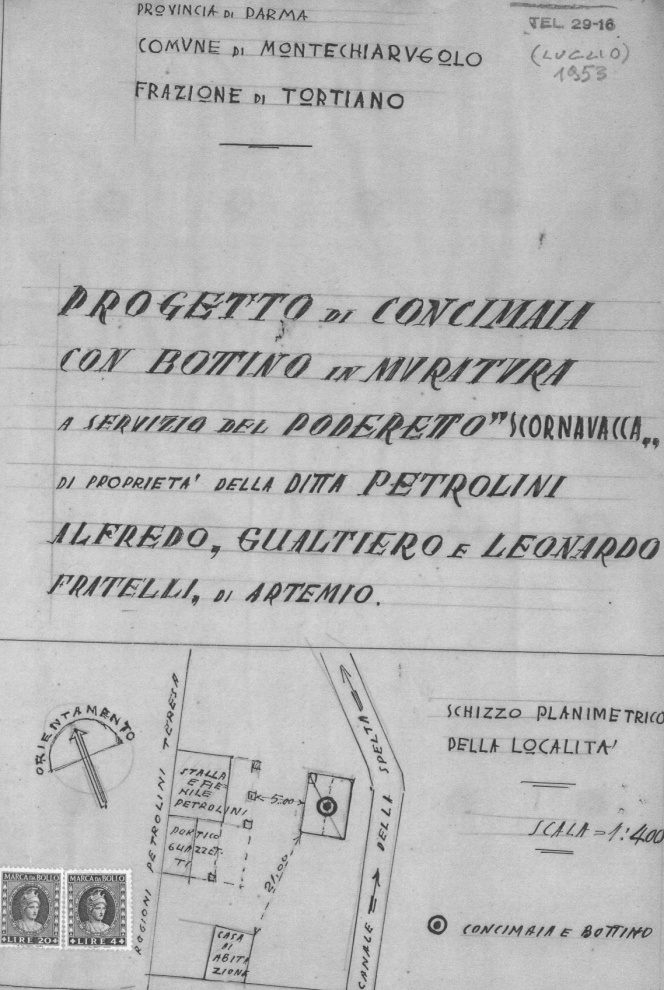 PROVINCIA DI PARMA
TEL. 29-16
COMUNE DI MONTECHIARUGOLO
(LUGLIO)
1953
FRAZIONE DI TORTIANO
PROGETTO DI CONCIMAIA
CON BOTTINO IN MURATURA
A SERVIZIO DEL PODERETTO "SCORNAVACCA"
DI PROPRIETA' DELLA DITTA PETROLINI
ALFREDO, GUALTIERO E LEONARDO
FRATELLI, DI ARTEMIO.
ORIENTAMENTO
RAGIONI PETROLINI TERESA
STALLA
E FIE-
NILE
PETROLINI
5.00
PORTICO
GUAZZET-
TI
21,00
CASA
DI
ABITA
ZIONE
CANALE DELLA SPELTA
SCHIZZO PLANIMETRICO
DELLA LOCALITA'
SCALA = 1:400
CONCIMAIA E BOTTINO
MARCA DA BOLLO
LIRE 20
MARCA DA BOLLO
LIRE 4